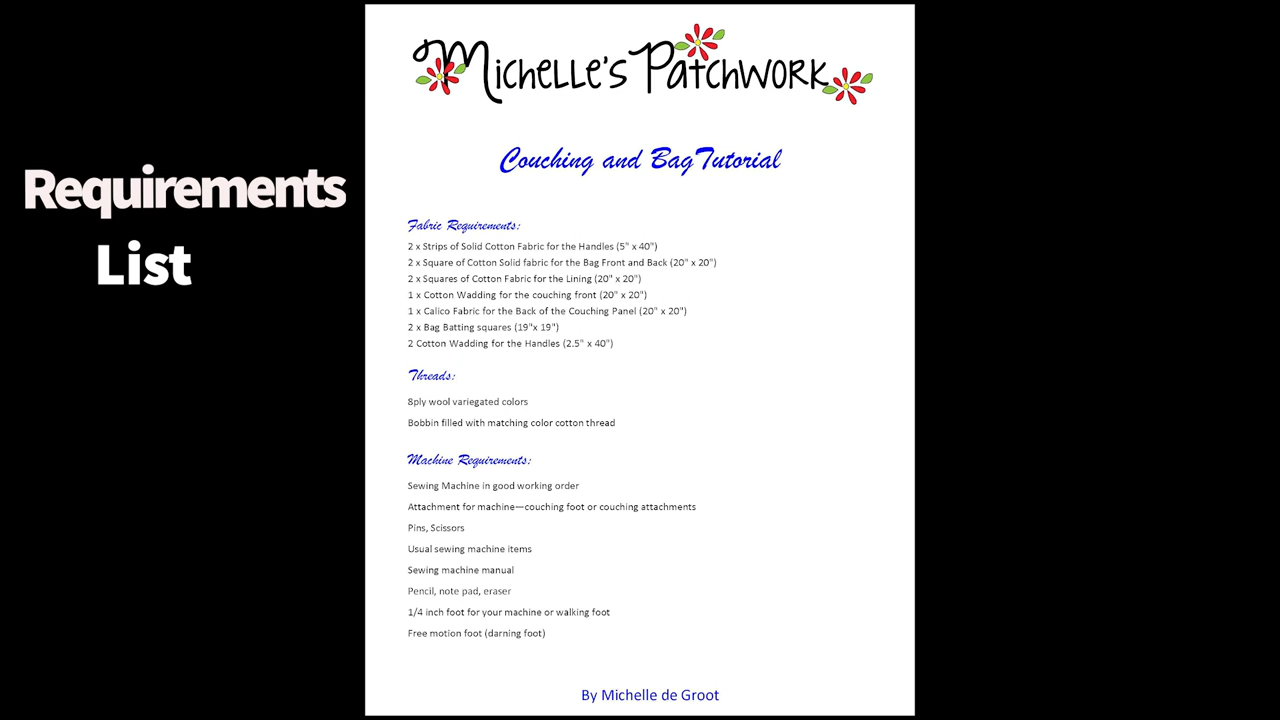 Requirements
List
Michelle's Patchwork
Couching and Bag Tutorial
Fabric Requirements:
2 x Strips of Solid Cotton Fabric for the Handles (5" x 40")
2 x Square of Cotton Solid fabric for the Bag Front and Back (20" x 20")
2 x Squares of Cotton Fabric for the Lining (20" x 20")
1 x Cotton Wadding for the couching front (20" x 20")
1 x Calico Fabric for the Back of the Couching Panel (20" x 20")
2 x Bag Batting squares (19"x 19")
2 Cotton Wadding for the Handles (2.5" x 40")
Threads:
8ply wool variegated colors
Bobbin filled with matching color cotton thread
Machine Requirements:
Sewing Machine in good working order
Attachment for machine—couching foot or couching attachments
Pins, Scissors
Usual sewing machine items
Sewing machine manual
Pencil, note pad, eraser
1/4 inch foot for your machine or walking foot
Free motion foot (darning foot)
By Michelle de Groot